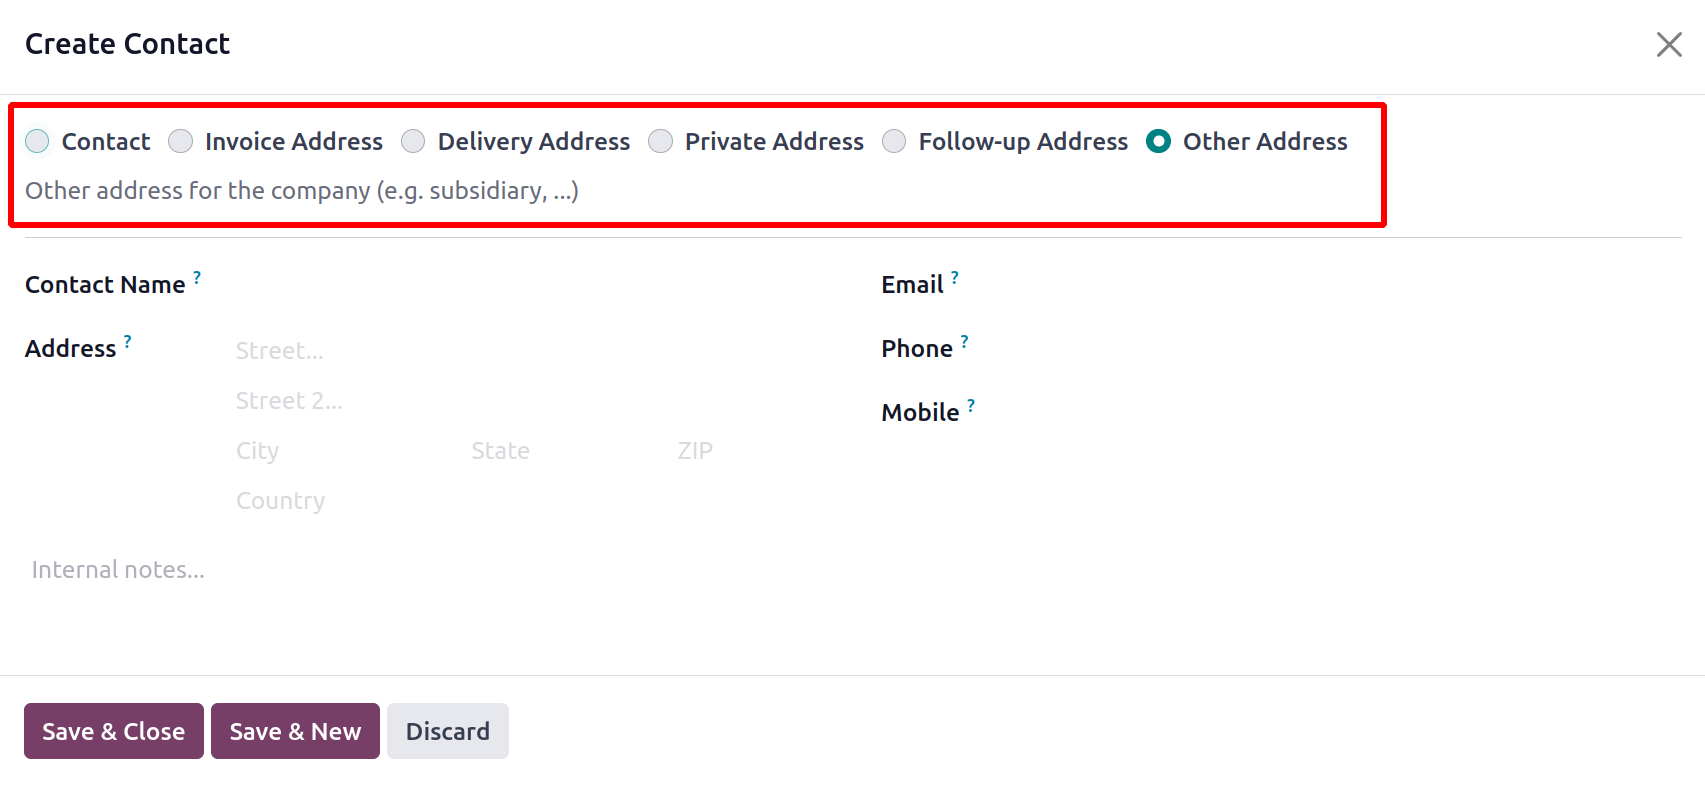 Create Contact
Contact Invoice Address Delivery Address Private Address Follow-up Address Other Address
Other address for the company (e.g. subsidiary, ...)
Contact Name ? Email ?
Address ? Street... Phone ?
Street 2...
Mobile ?
City State ZIP
Country
Internal notes...
Save & Close Save & New Discard